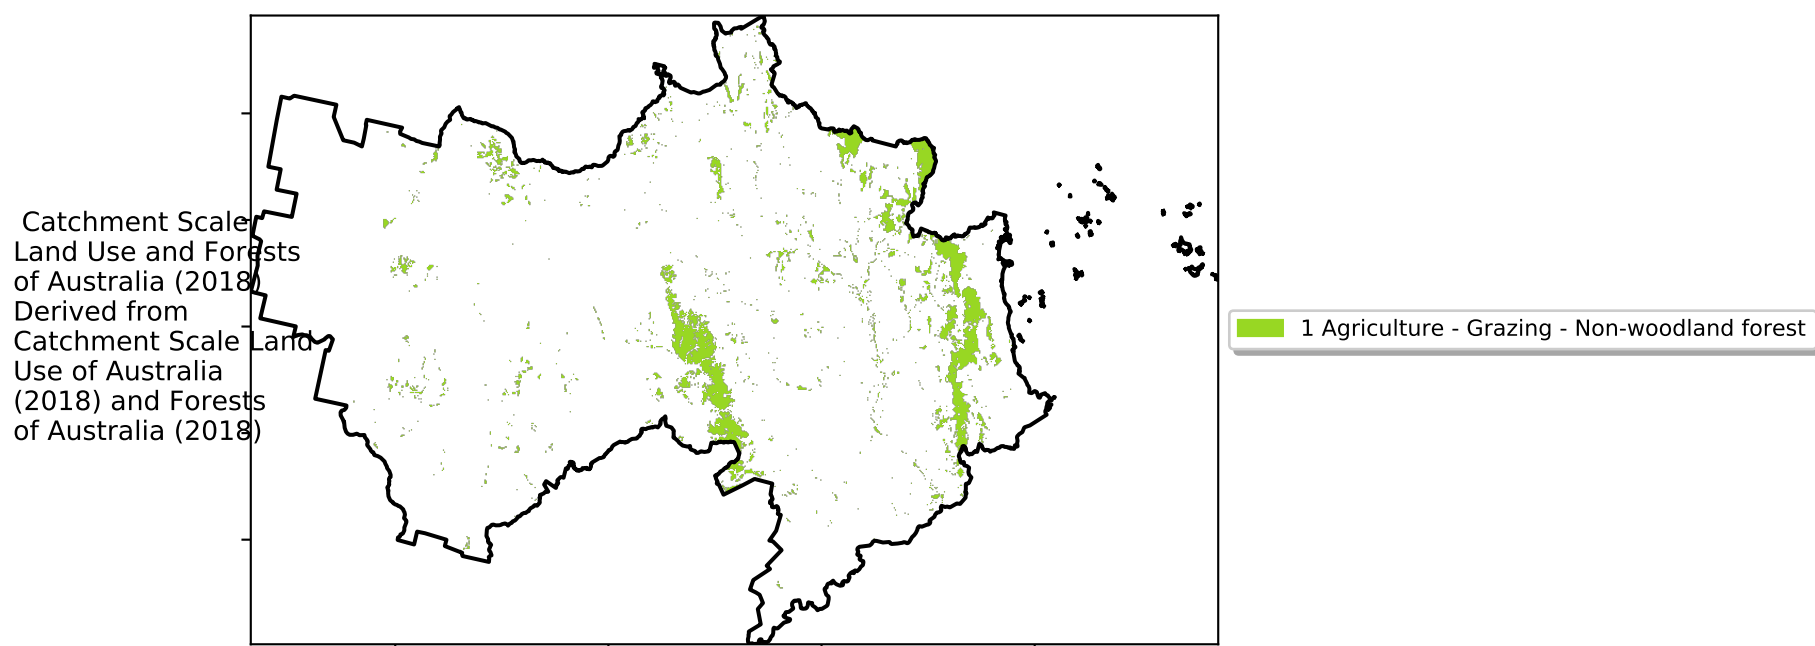 Catchment Scale
Land Use and Forests
of Australia (2018)
Derived from
Catchment Scale Land
Use of Australia
(2018) and Forests
of Australia (2018)
1 Agriculture - Grazing - Non-woodland forest